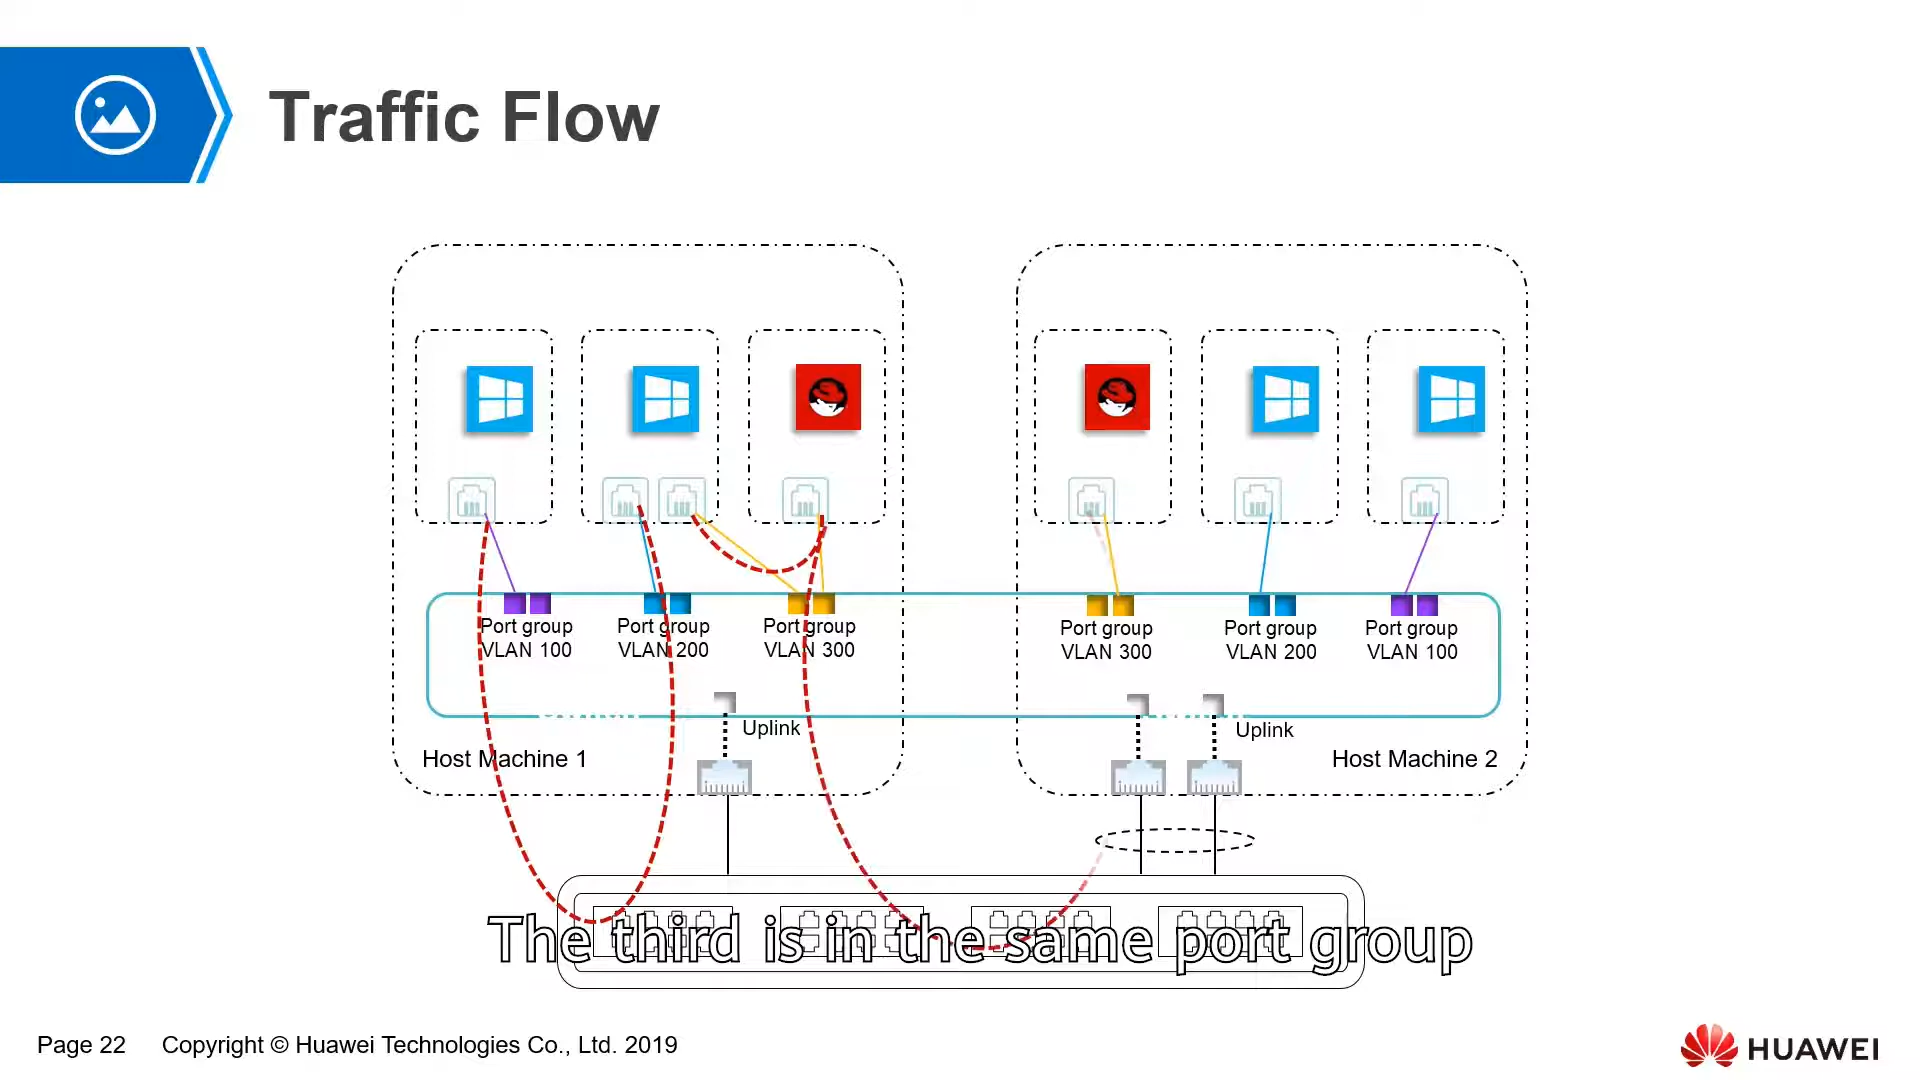 Traffic Flow
Port group
VLAN 100
Port group
VLAN 200
Port group
VLAN 300
Port group
VLAN 300
Port group
VLAN 200
Port group
VLAN 100
Uplink
Uplink
Host Machine 1
Host Machine 2
The third is in the same port group
Page 22
Copyright © Huawei Technologies Co., Ltd. 2019
HUAWEI